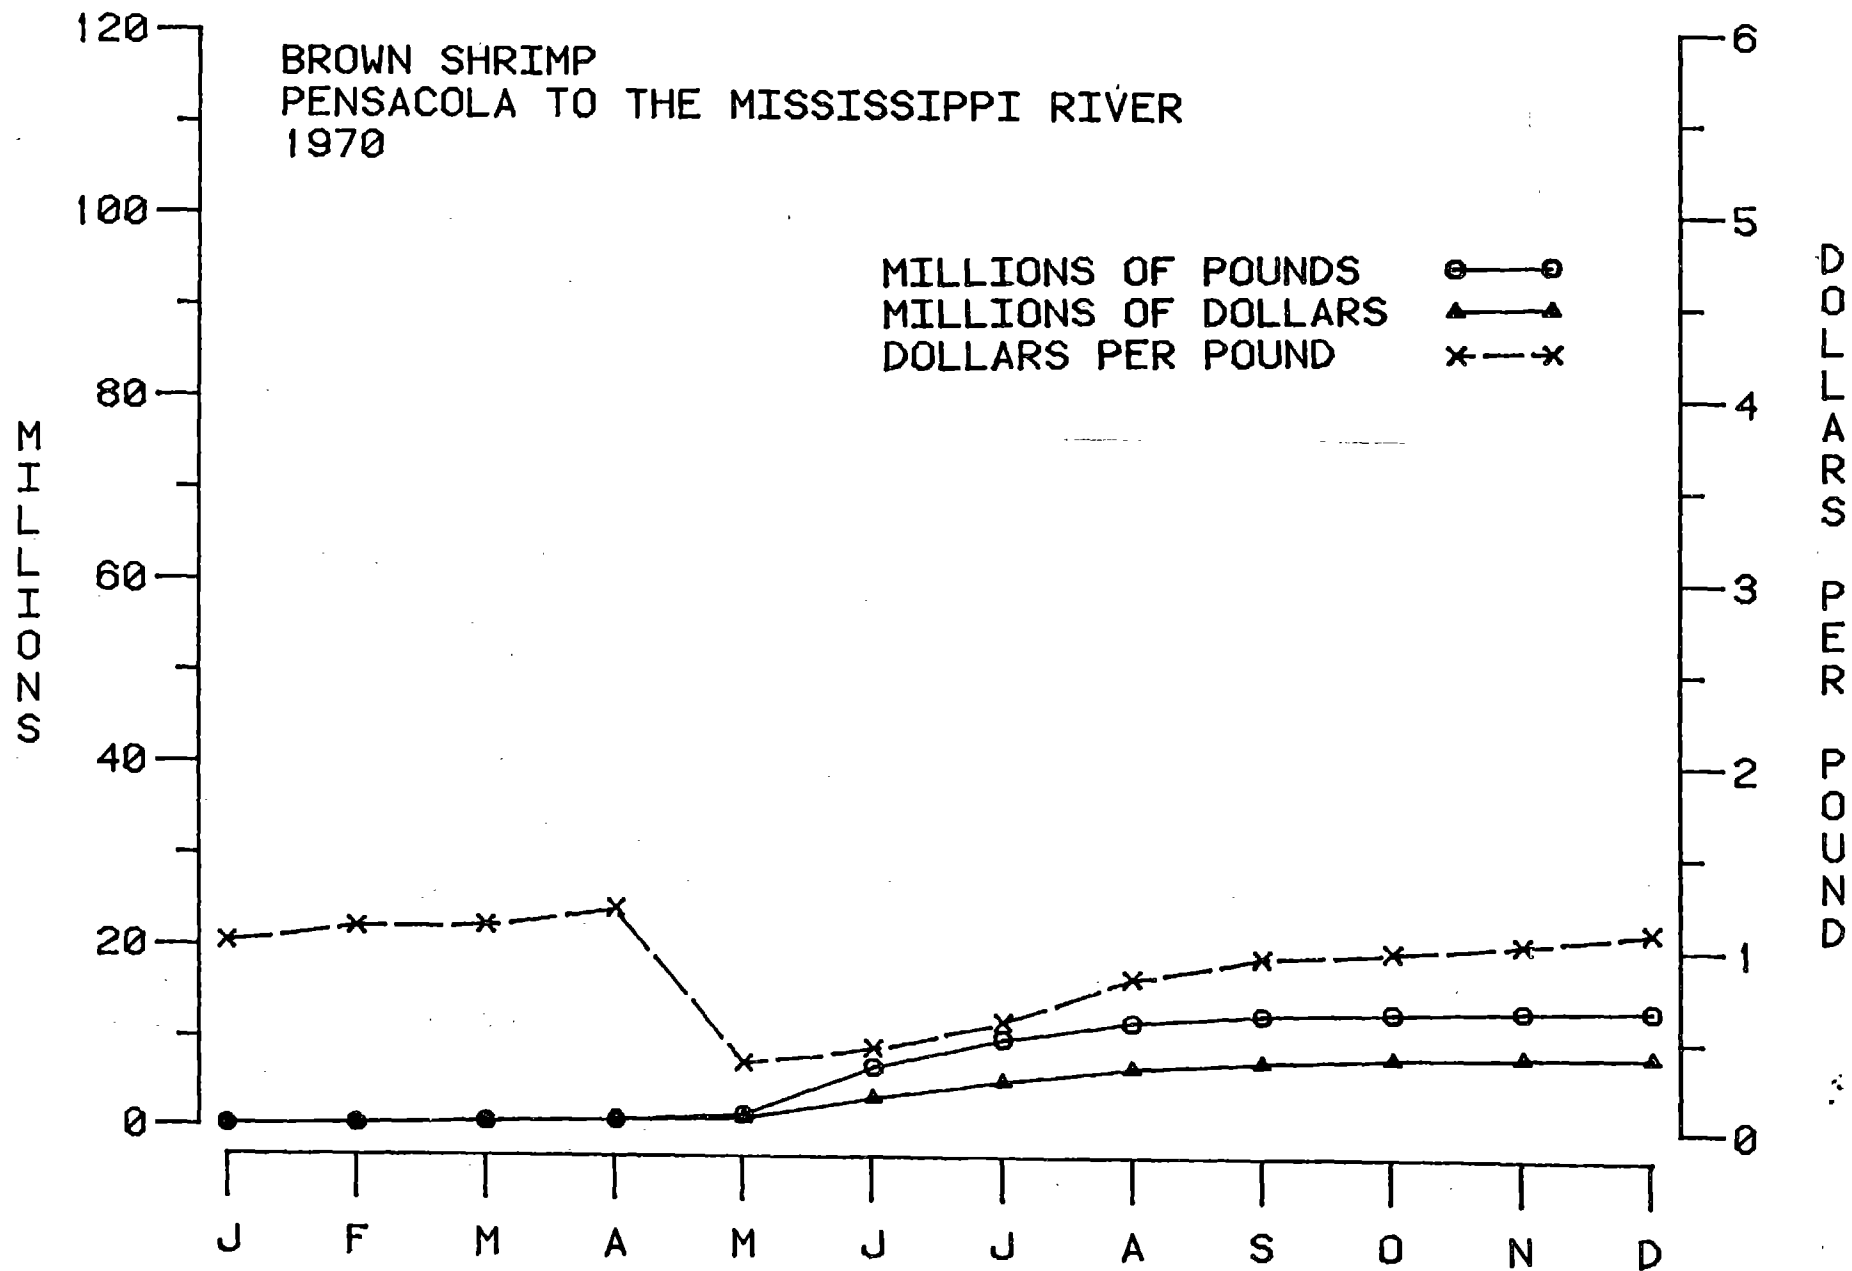 BROWN SHRIMP
PENSACOLA TO THE MISSISSIPPI RIVER
1970
MILLIONS OF POUNDS
MILLIONS OF DOLLARS
DOLLARS PER POUND
MILLIONS
120
100
80
60
40
20
0
6
5
4
3
2
1
0
DOLLARS PER POUND
J F M A M J J A S O N D